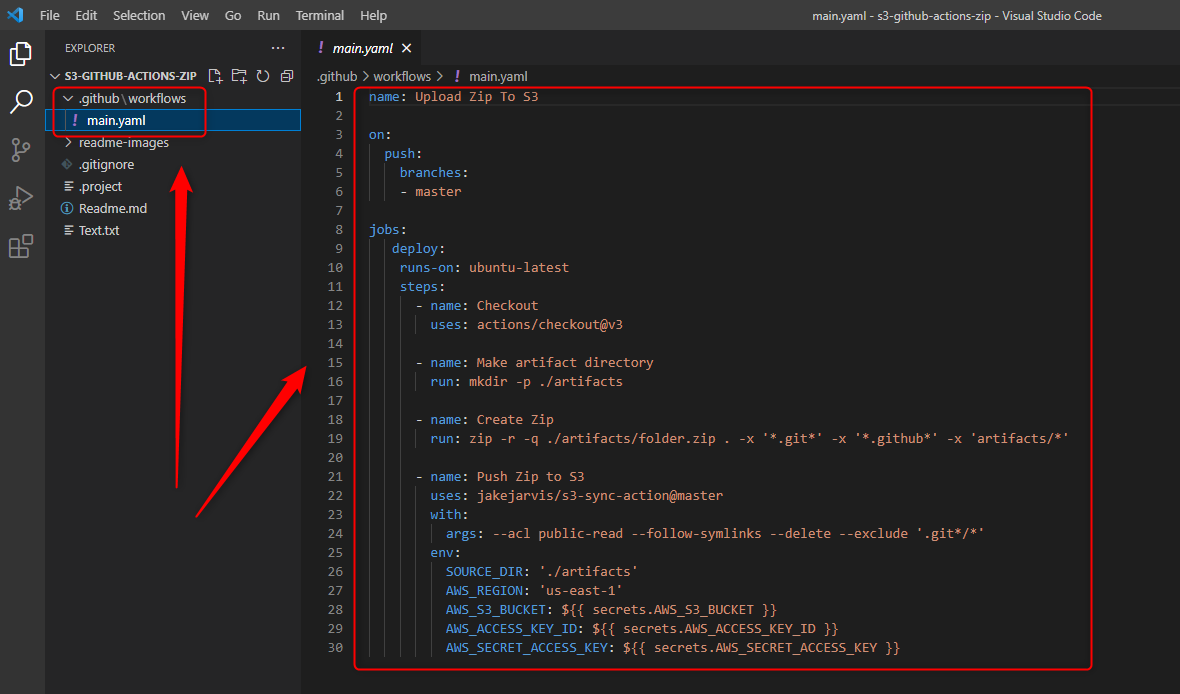 File Edit Selection View Go Run Terminal Help
main.yaml - s3-github-actions-zip - Visual Studio Code
EXPLORER
S3-GITHUB-ACTIONS-ZIP
.github\workflows
! main.yaml
readme-images
.gitignore
.project
Readme.md
Text.txt
! main.yaml
.github > workflows > ! main.yaml
1 name: Upload Zip To S3
2
3 on:
4 push:
5 branches:
6 - master
7
8 jobs:
9 deploy:
10 runs-on: ubuntu-latest
11 steps:
12 - name: Checkout
13 uses: actions/checkout@v3
14
15 - name: Make artifact directory
16 run: mkdir -p ./artifacts
17
18 - name: Create Zip
19 run: zip -r -q ./artifacts/folder.zip . -x '*.git*' -x '*.github*' -x 'artifacts/*'
20
21 - name: Push Zip to S3
22 uses: jakejarvis/s3-sync-action@master
23 with:
24 args: --acl public-read --follow-symlinks --delete --exclude '.git*/*'
25 env:
26 SOURCE_DIR: './artifacts'
27 AWS_REGION: 'us-east-1'
28 AWS_S3_BUCKET: ${{ secrets.AWS_S3_BUCKET }}
29 AWS_ACCESS_KEY_ID: ${{ secrets.AWS_ACCESS_KEY_ID }}
30 AWS_SECRET_ACCESS_KEY: ${{ secrets.AWS_SECRET_ACCESS_KEY }}